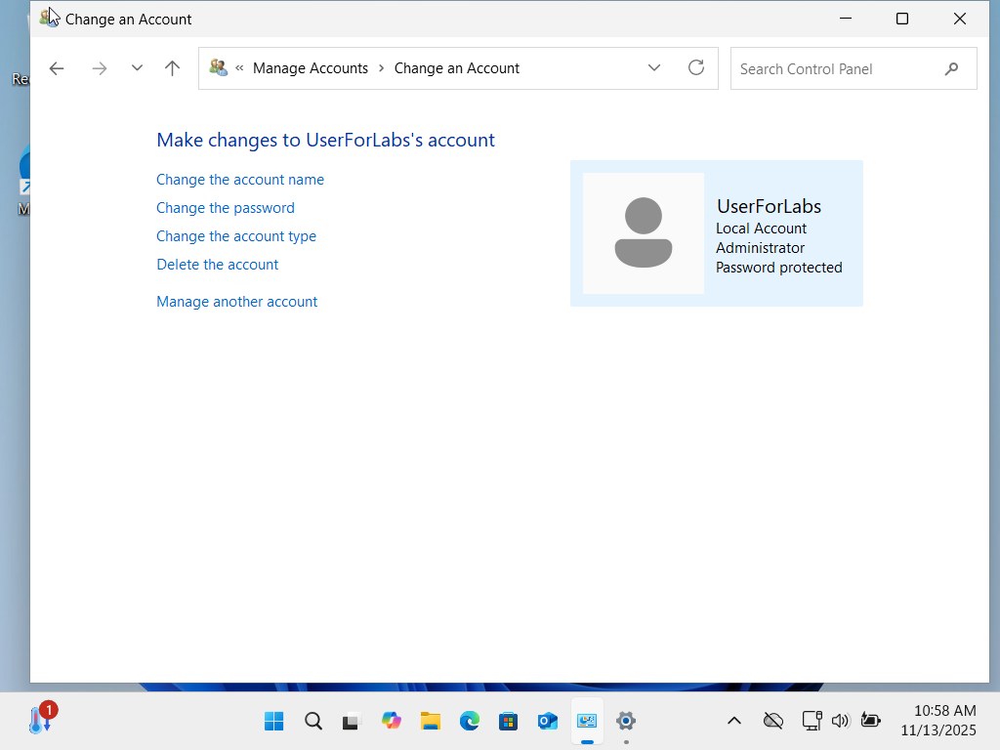 Change an Account
« Manage Accounts › Change an Account
Search Control Panel
Make changes to UserForLabs's account
Change the account name
Change the password
Change the account type
Delete the account
Manage another account
UserForLabs
Local Account
Administrator
Password protected
Re
M
1
10:58 AM
11/13/2025